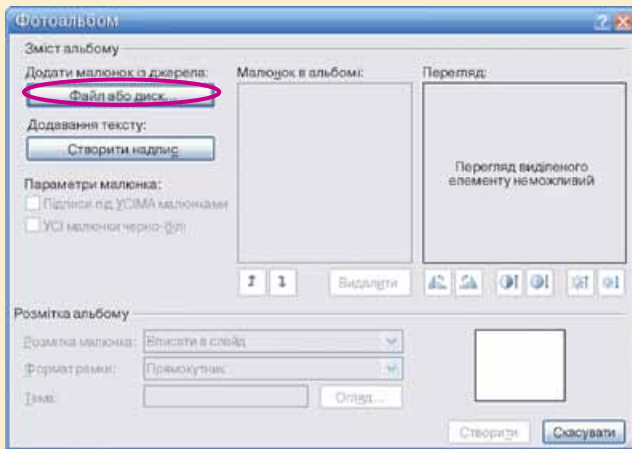 Фотоальбом
Зміст альбому
Додати малюнок із джерела:
Файл або диск...
Додавання тексту:
Створити надпис
Параметри малюнка:
Підписи під УСІМА малюнками
УСІ малюнки чорно-білі
Малюнок в альбомі:
Видалити
Перегляд:
Перегляд виділеного
елементу неможливий
Розмітка альбому
Розмітка малюнка: Вписати в слайд
Формат рамки: Прямокутник
Тема:
Огляд...
Створити
Скасувати